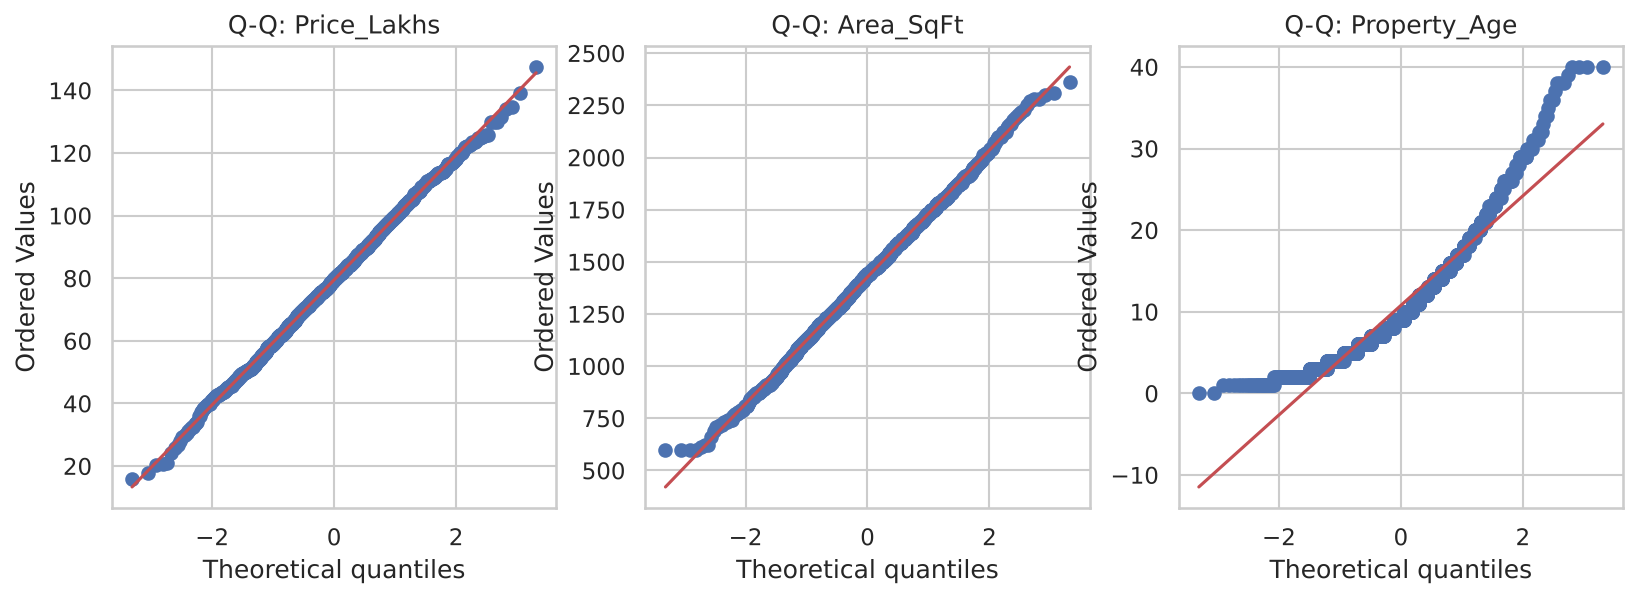 Q-Q: Price_Lakhs
Ordered Values
140
120
100
80
60
40
20
−2 0 2
Theoretical quantiles
Q-Q: Area_SqFt
Ordered Values
2500
2250
2000
1750
1500
1250
1000
750
500
−2 0 2
Theoretical quantiles
Q-Q: Property_Age
Ordered Values
40
30
20
10
0
−10
−2 0 2
Theoretical quantiles